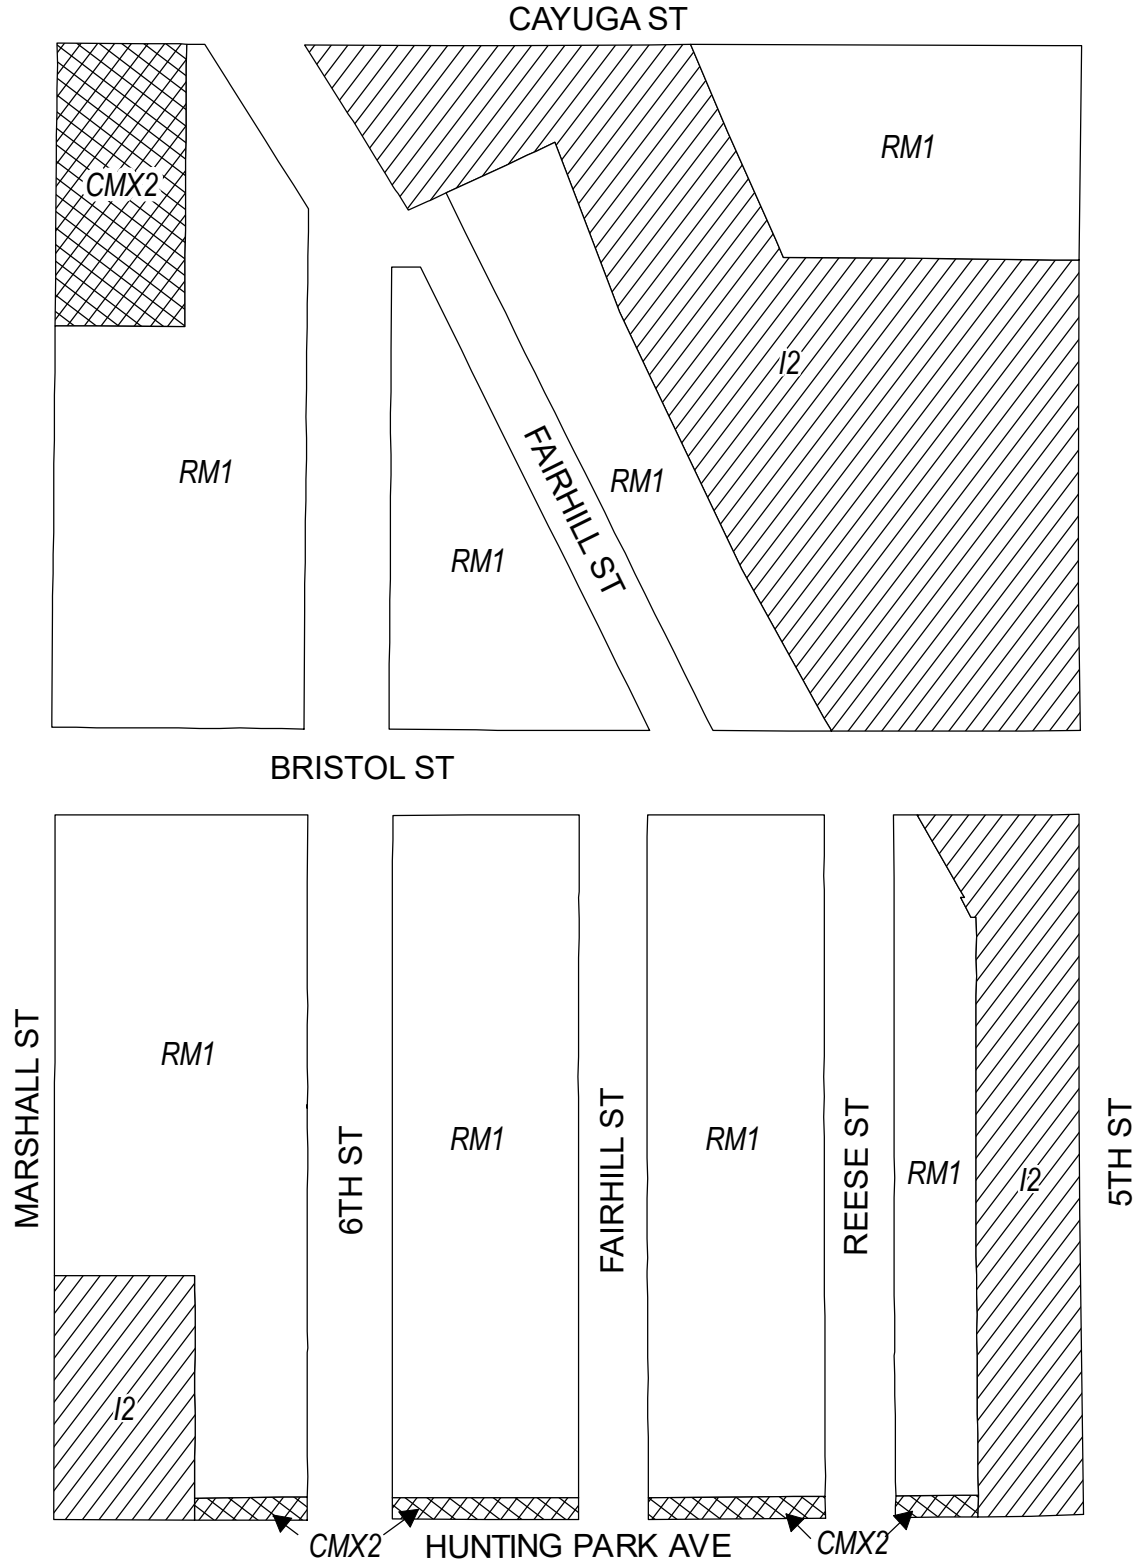 CAYUGA ST
RM1
CMX2
I2
RM1
FAIRHILL ST
RM1
RM1
BRISTOL ST
MARSHALL ST
RM1
6TH ST
RM1
FAIRHILL ST
RM1
REESE ST
RM1
I2
5TH ST
I2
CMX2
HUNTING PARK AVE
CMX2